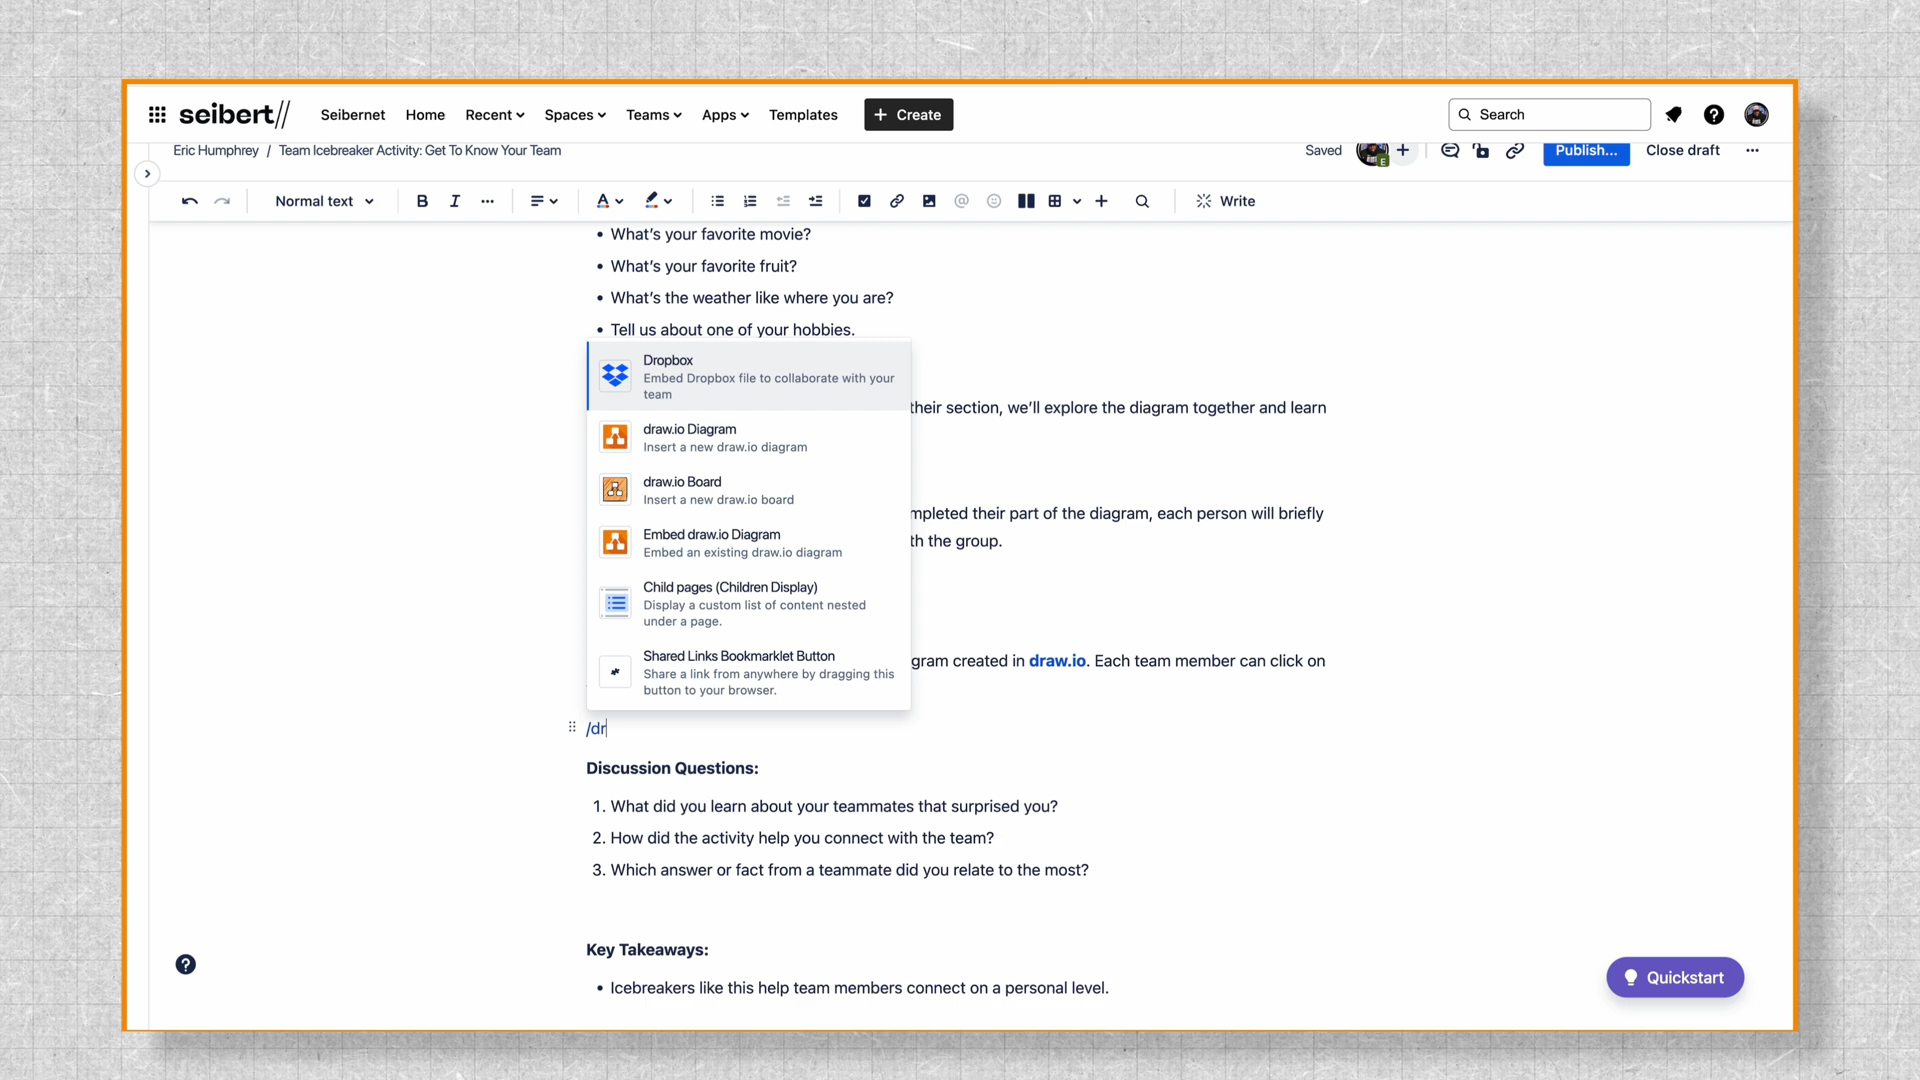 seibert//
Seibernet
Home
Recent
Spaces
Teams
Apps
Templates
+ Create
Search
Eric Humphrey / Team Icebreaker Activity: Get To Know Your Team
Saved
E
Publish...
Close draft
Normal text
B
I
A
Write
• What's your favorite movie?
• What's your favorite fruit?
• What's the weather like where you are?
• Tell us about one of your hobbies.
Dropbox
Embed Dropbox file to collaborate with your
team
their section, we'll explore the diagram together and learn
draw.io Diagram
Insert a new draw.io diagram
draw.io Board
Insert a new draw.io board
mpleted their part of the diagram, each person will briefly
th the group.
Embed draw.io Diagram
Embed an existing draw.io diagram
Child pages (Children Display)
Display a custom list of content nested
under a page.
Shared Links Bookmarklet Button
Share a link from anywhere by dragging this
button to your browser.
gram created in draw.io. Each team member can click on
/dr
Discussion Questions:
1. What did you learn about your teammates that surprised you?
2. How did the activity help you connect with the team?
3. Which answer or fact from a teammate did you relate to the most?
Key Takeaways:
• Icebreakers like this help team members connect on a personal level.
Quickstart